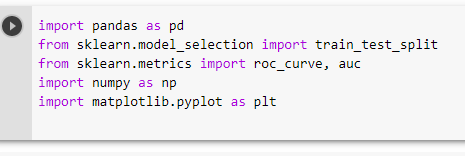 import pandas as pd
from sklearn.model_selection import train_test_split
from sklearn.metrics import roc_curve, auc
import numpy as np
import matplotlib.pyplot as plt